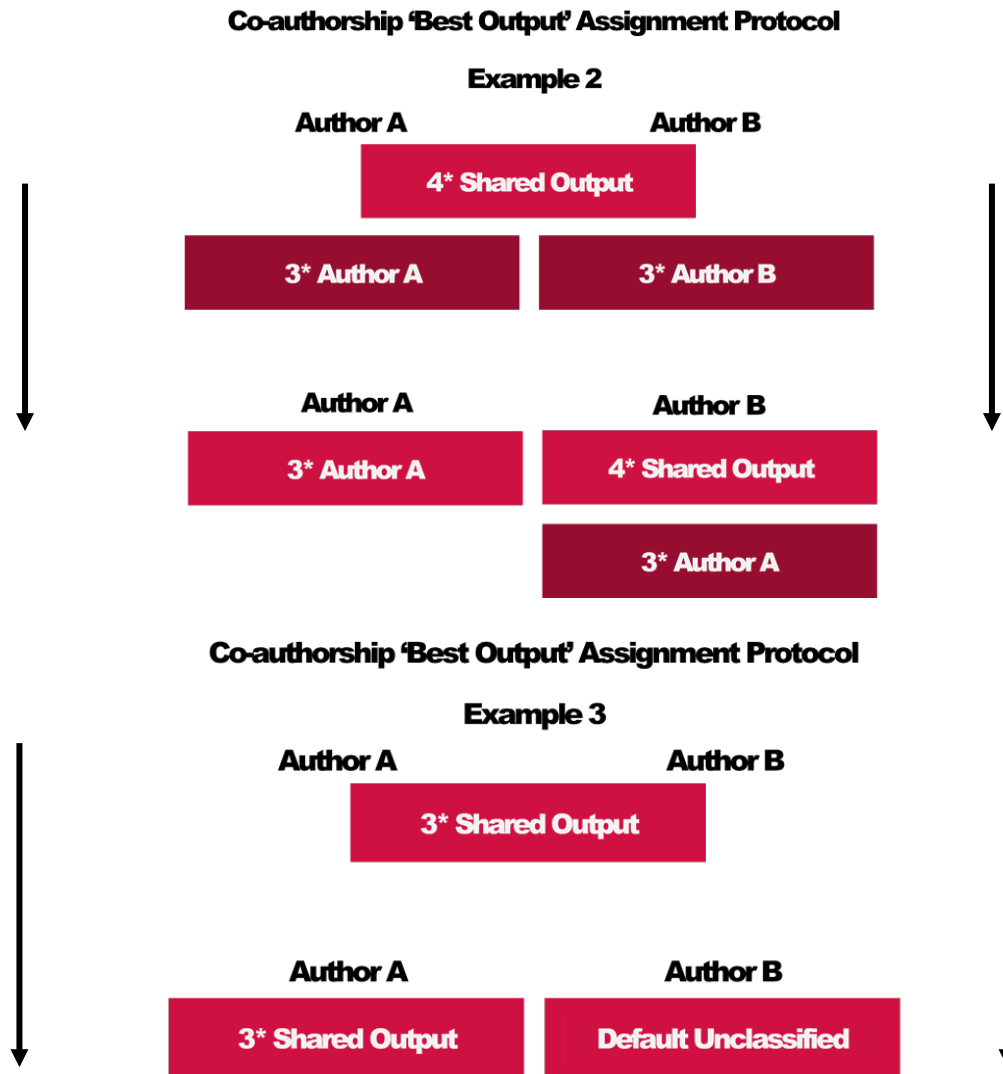 Co-authorship ‘Best Output’ Assignment Protocol
Example 2
Author A Author B
4* Shared Output
3* Author A 3* Author B
Author A Author B
3* Author A 4* Shared Output
3* Author A
Co-authorship ‘Best Output’ Assignment Protocol
Example 3
Author A Author B
3* Shared Output
Author A Author B
3* Shared Output Default Unclassified